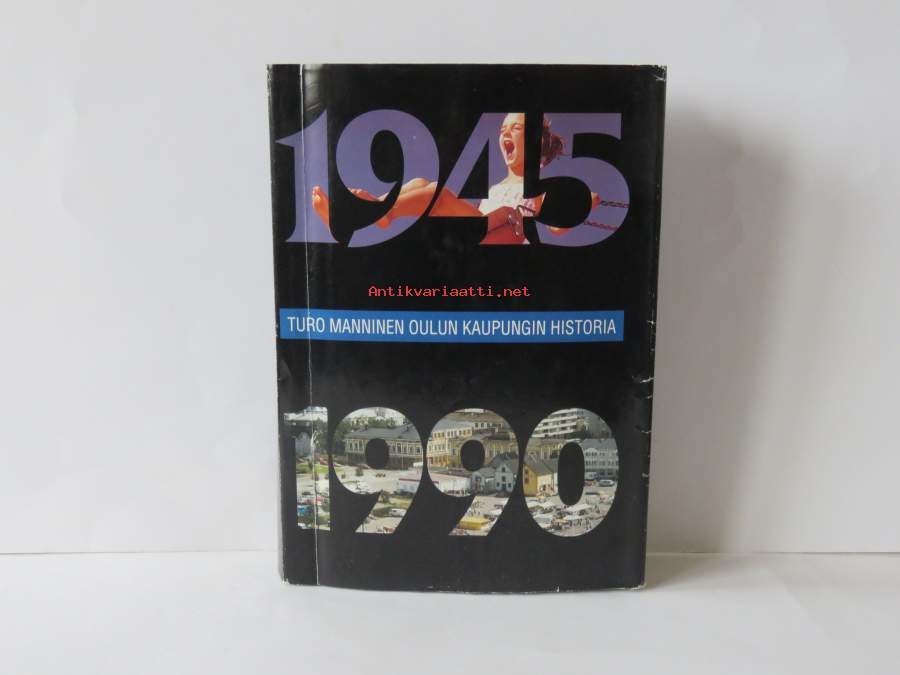 1945
Antikvariaatti.net
TURO MANNINEN OULUN KAUPUNGIN HISTORIA
1990